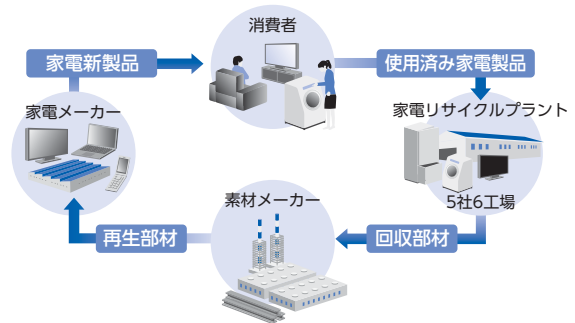 消費者
家電新製品
使用済み家電製品
家電メーカー
家電リサイクルプラント
5社6工場
素材メーカー
再生部材
回収部材